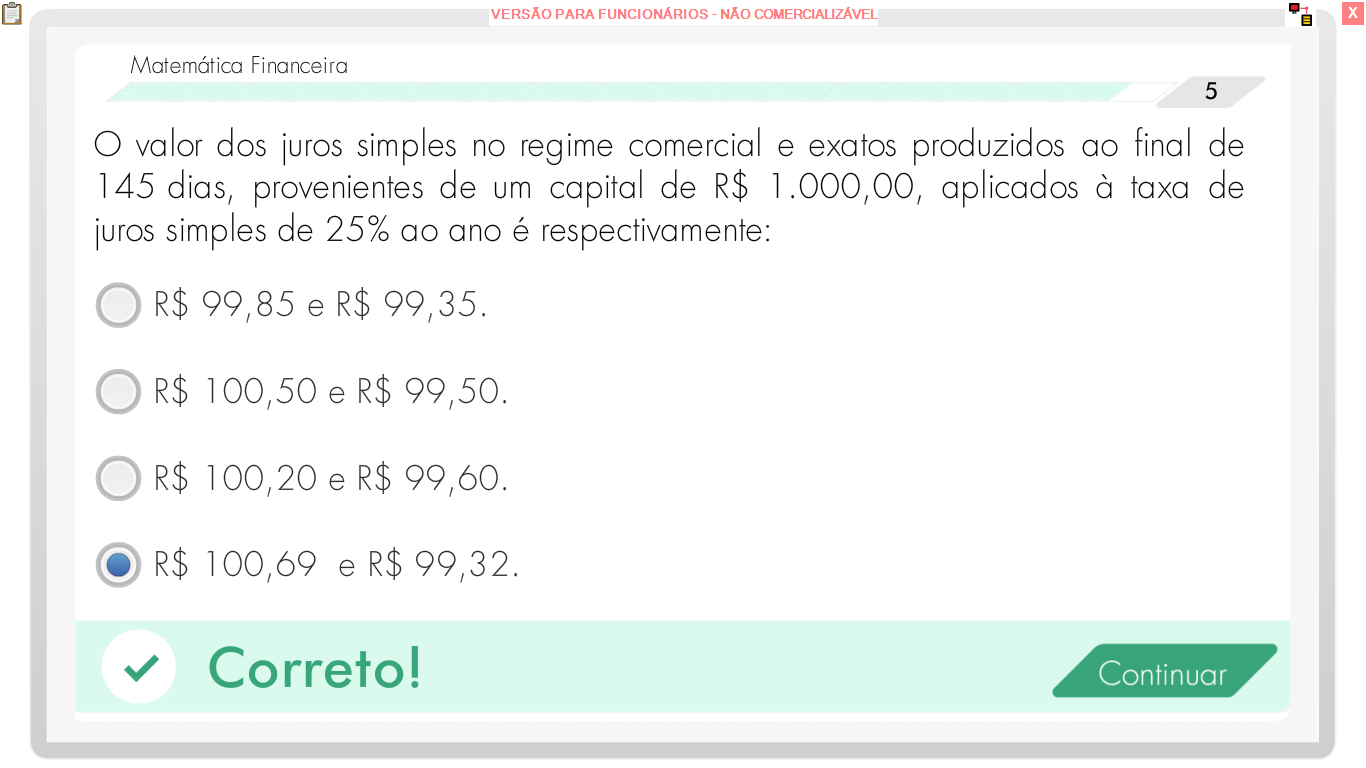 VERSÃO PARA FUNCIONÁRIOS - NÃO COMERCIALIZÁVEL
X
Matemática Financeira
5
O valor dos juros simples no regime comercial e exatos produzidos ao final de
145 dias, provenientes de um capital de R$ 1.000,00, aplicados à taxa de
juros simples de 25% ao ano é respectivamente:
R$ 99,85 e R$ 99,35.
R$ 100,50 e R$ 99,50.
R$ 100,20 e R$ 99,60.
R$ 100,69 e R$ 99,32.
Correto!
Continuar